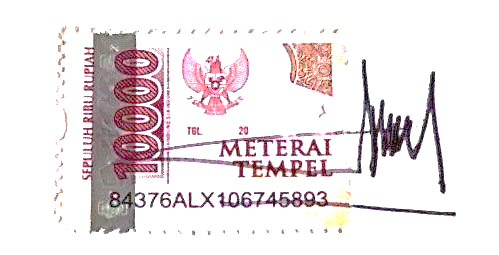 SEPULUH RIBU RUPIAH
10000
TGL. 20
METERAI
TEMPEL
84376ALX106745893